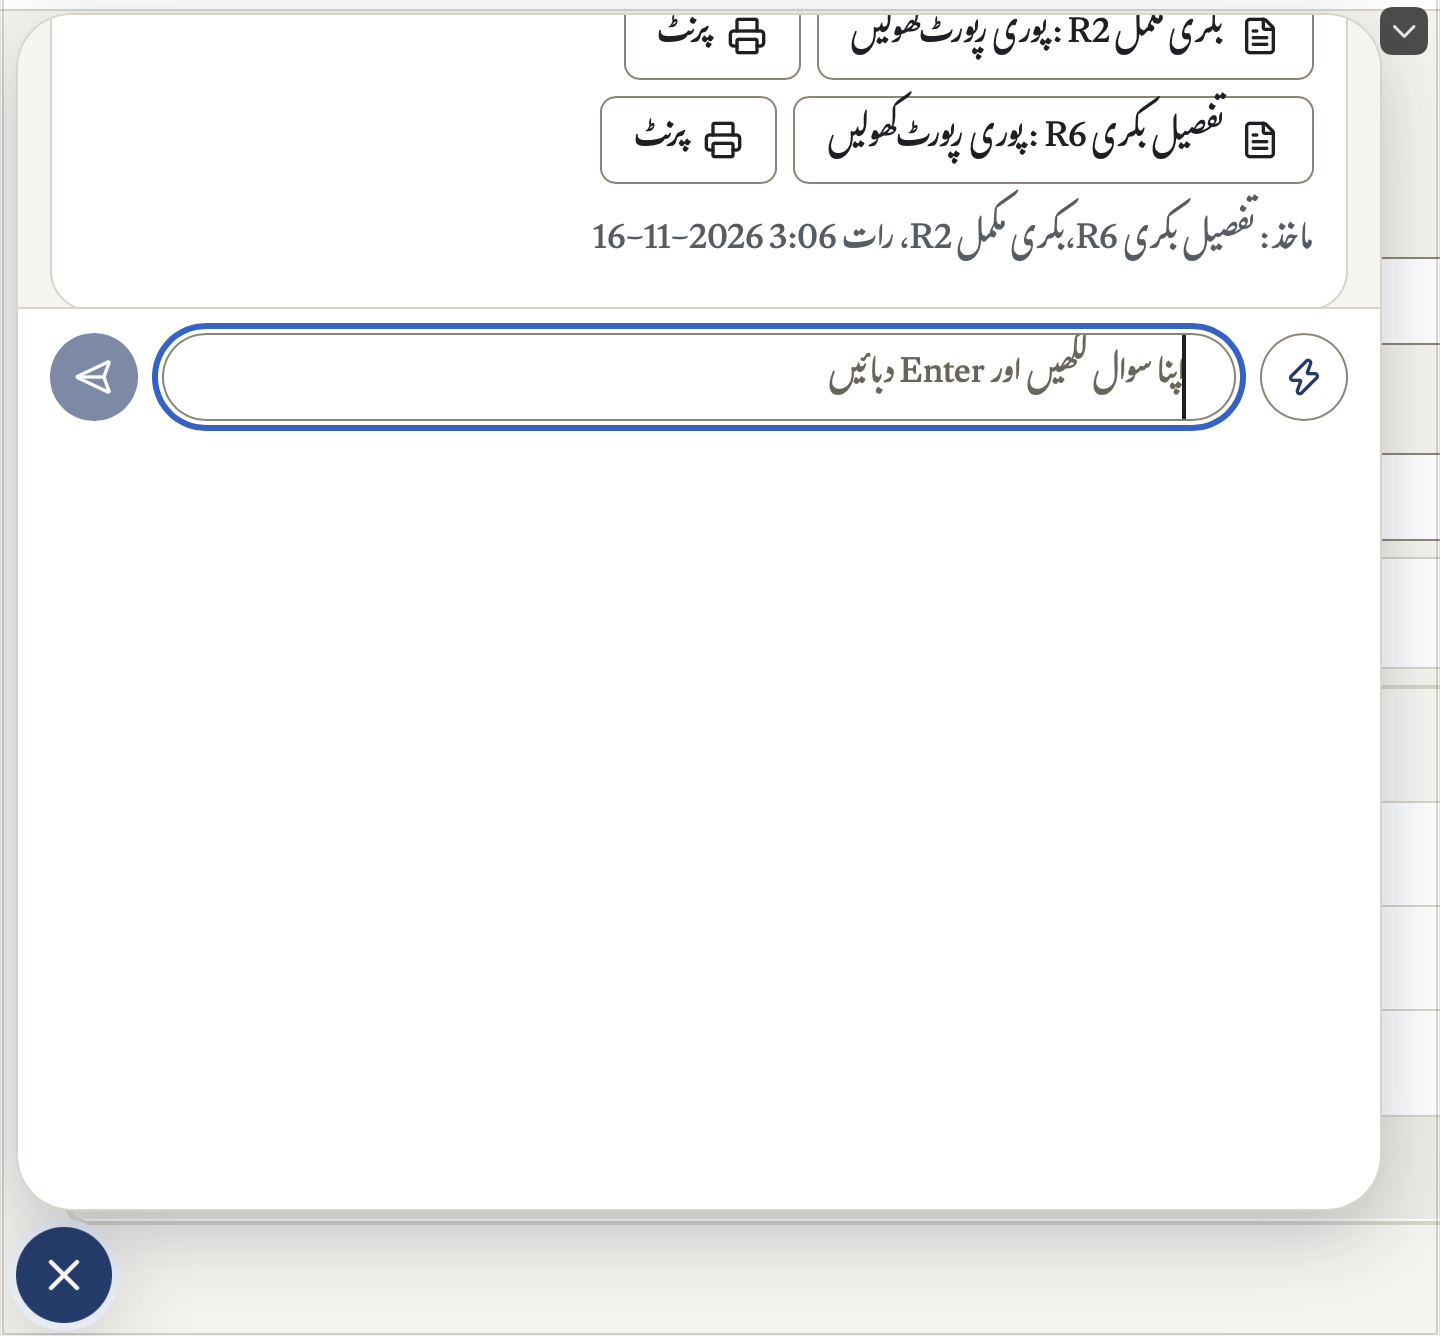 بکری مکمل R2 : پوری رپورٹ کھولیں
پرنٹ
تفصیل بکری R6 : پوری رپورٹ کھولیں
پرنٹ
ماخذ : تفصیل بکری R6، بکری مکمل R2، رات 3:06 16-11-2026
اپنا سوال لکھیں اور Enter دبائیں